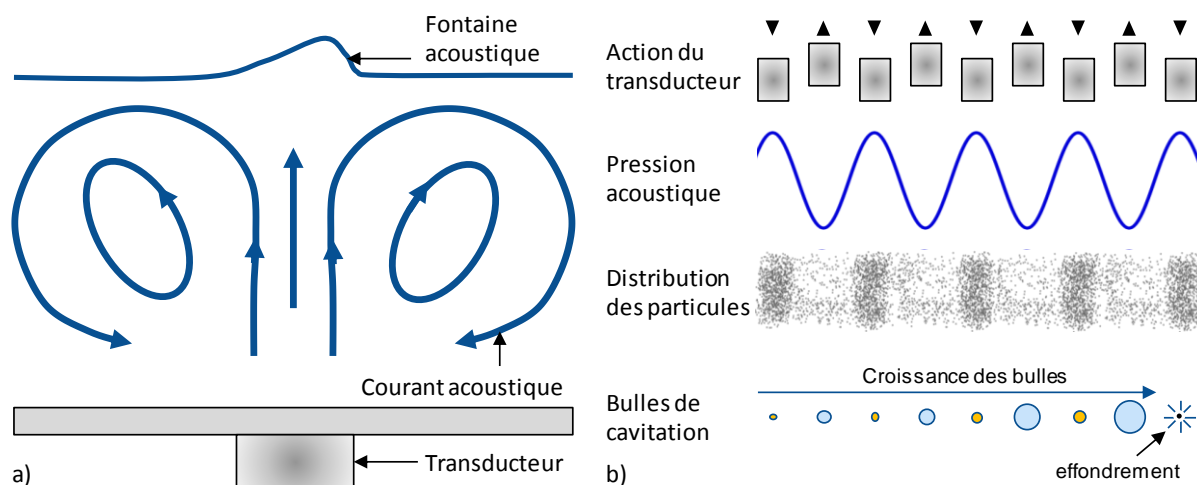 a)
Fontaine
acoustique
Courant acoustique
Transducteur
b)
Action du
transducteur
Pression
acoustique
Distribution
des particules
Bulles de
cavitation
Croissance des bulles
effondrement